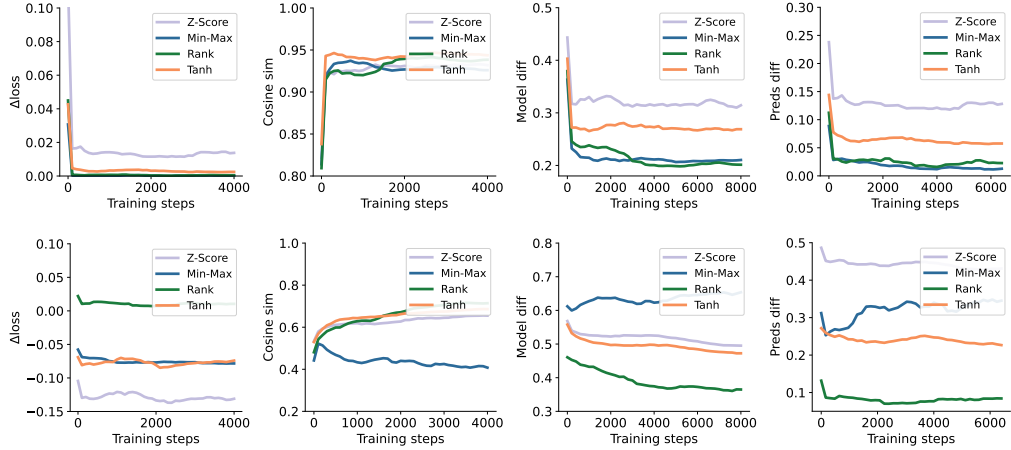 0.10
0.08
0.06
0.04
0.02
0.00
Δloss
0
2000
4000
Training steps
Z-Score
Min-Max
Rank
Tanh
1.00
0.95
0.90
0.85
0.80
Cosine sim
0
2000
4000
Training steps
Z-Score
Min-Max
Rank
Tanh
0.5
0.4
0.3
0.2
Model diff
0
2000
4000
6000
8000
Training steps
Z-Score
Min-Max
Rank
Tanh
0.30
0.25
0.20
0.15
0.10
0.05
0.00
Preds diff
0
2000
4000
6000
Training steps
Z-Score
Min-Max
Rank
Tanh
0.10
0.05
0.00
−0.05
−0.10
−0.15
Δloss
0
2000
4000
Training steps
Z-Score
Min-Max
Rank
Tanh
1.0
0.8
0.6
0.4
0.2
Cosine sim
0
1000
2000
3000
4000
Training steps
Z-Score
Min-Max
Rank
Tanh
0.8
0.7
0.6
0.5
0.4
0.3
Model diff
0
2000
4000
6000
8000
Training steps
Z-Score
Min-Max
Rank
Tanh
0.5
0.4
0.3
0.2
0.1
Preds diff
0
2000
4000
6000
Training steps
Z-Score
Min-Max
Rank
Tanh